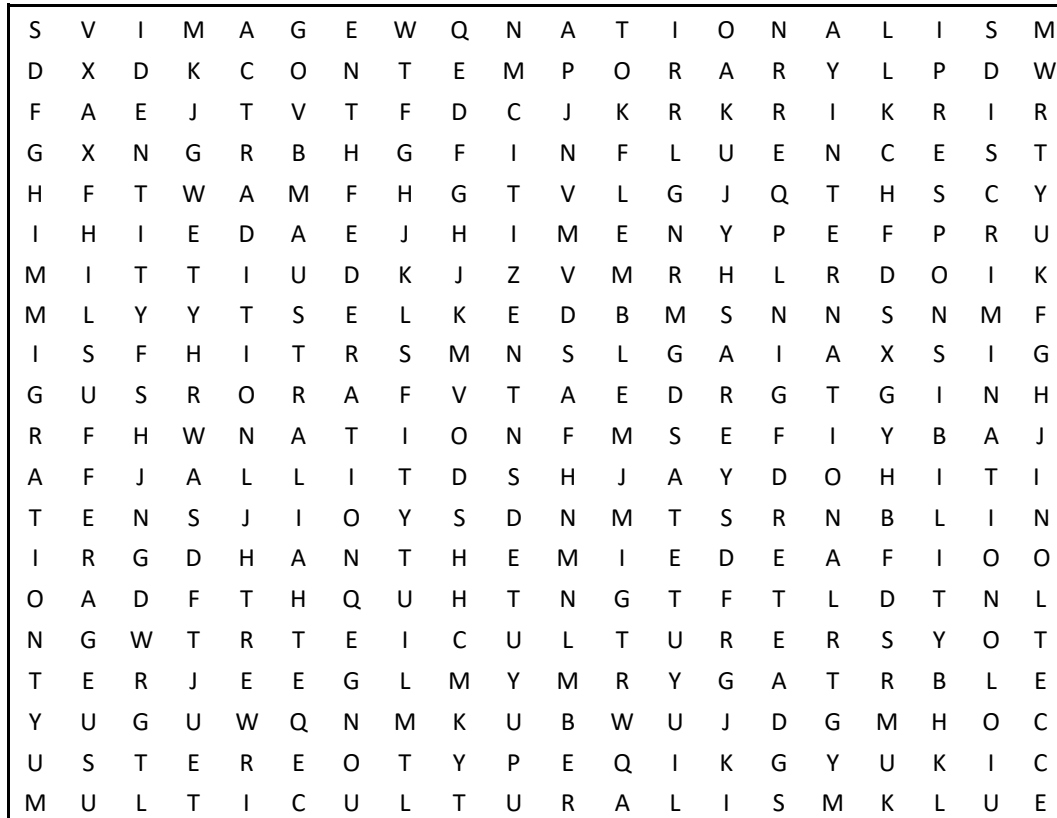 S V I M A G E W Q N A T I O N A L I S M
D X D K C O N T E M P O R A R Y L P D W
F A E J T V T F D C J K R K R I K R I R
G X N G R B H G F I N F L U E N C E S T
H F T W A M F H G T V L G J Q T H S C Y
I H I E D A E J H I M E N Y P E F P R U
M I T T I U D K J Z V M R H L R D O I K
M L Y Y T S E L K E D B M S N N S N M F
I S F H I T R S M N S L G A I A X S I G
G U S R O R A F V T A E D R G T G I N H
R F H W N A T I O N F M S E F I Y B A J
A F J A L L I T D S H J A Y D O H I T I
T E N S J I O Y S D N M T S R N B L I N
I R G D H A N T H E M I E D E A F I O O
O A D F T H Q U H T N G T F T L D T N L
N G W T R T E I C U L T U R E R S Y O T
T E R J E E G L M Y M R Y G A T R B L E
Y U G U W Q N M K U B W U J D G M H O C
U S T E R E O T Y P E Q I K G Y U K I C
M U L T I C U L T U R A L I S M K L U E